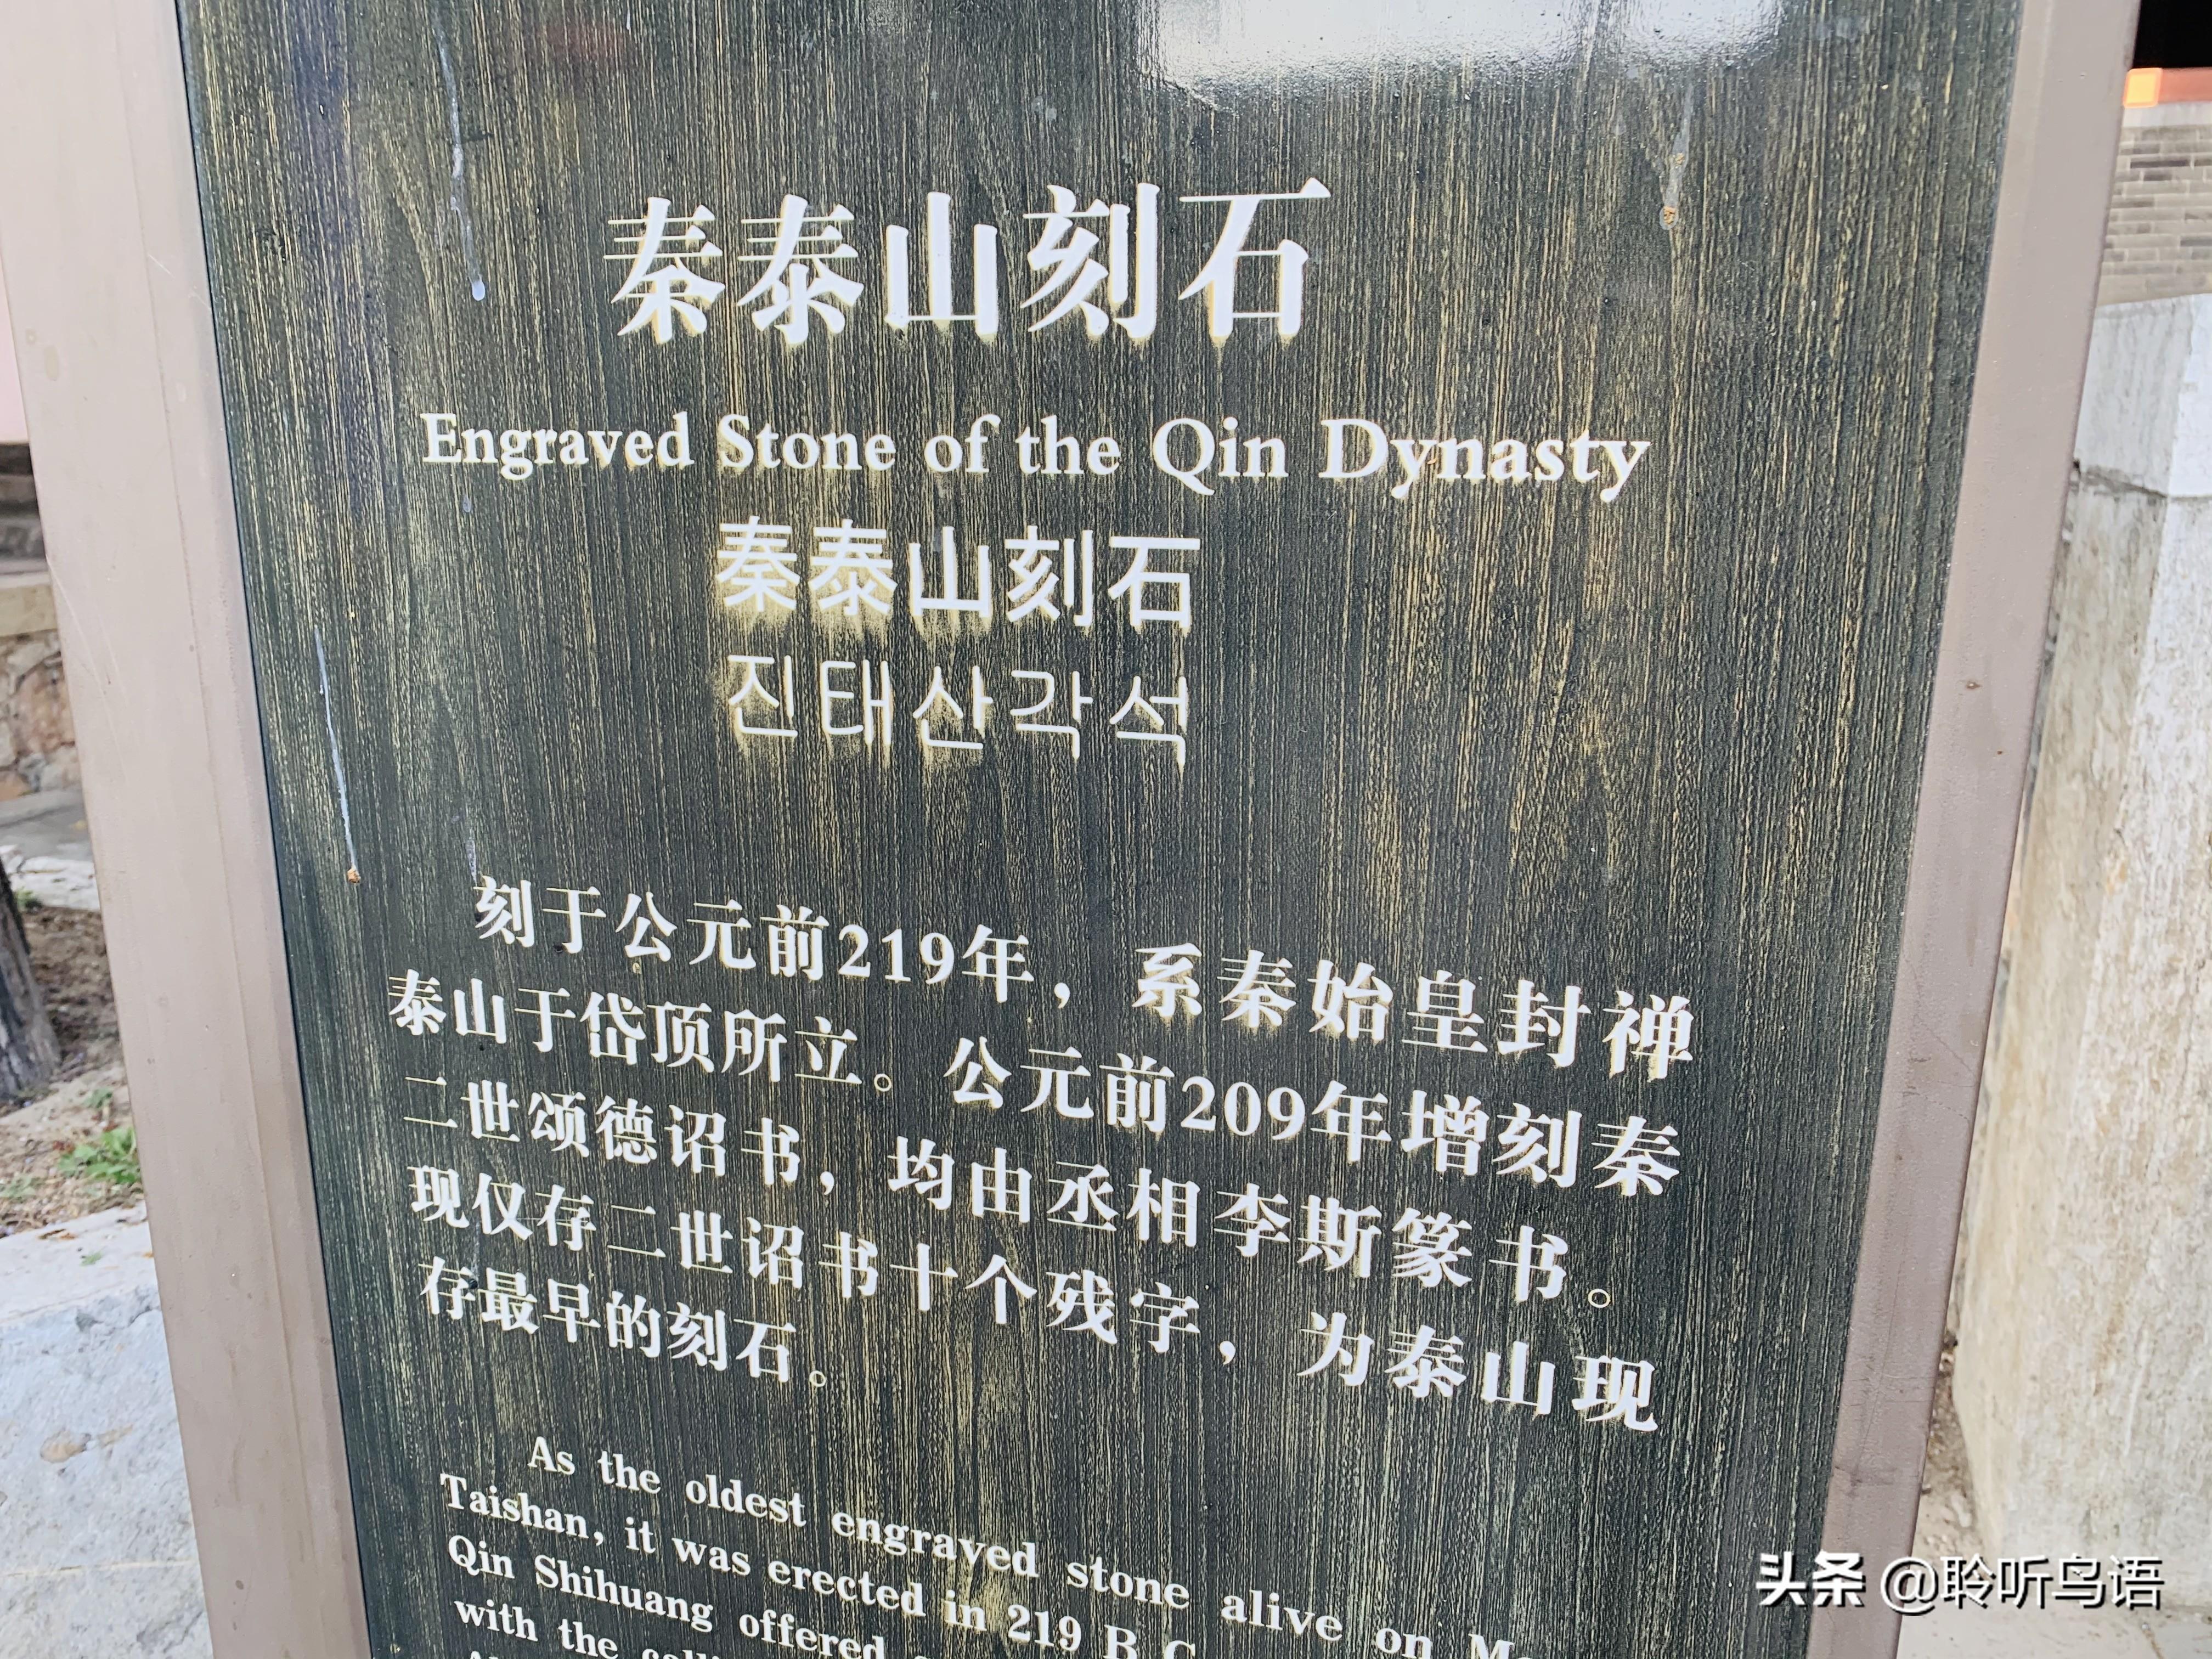 秦泰山刻石
Engraved Stone of the Qin Dynasty
秦泰山刻石
진태산각석
刻于公元前219年，系秦始皇封禅
泰山于岱顶所立。公元前209年增刻秦
二世颂德诏书，均由丞相李斯篆书。
现仅存二世诏书十个残字，为泰山现
存最早的刻石。
As the oldest engraved stone alive on
Taishan, it was erected in 219 B.C
Qin Shihuang offered
with the
头条 @聆听鸟语